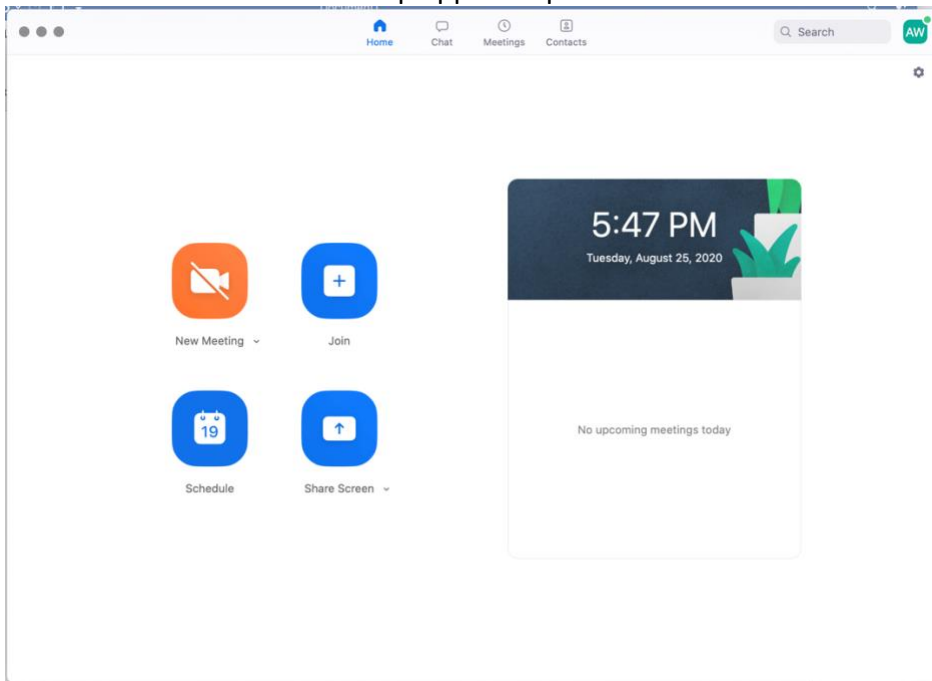 Home
Chat
Meetings
Contacts
Search
AW
5:47 PM
Tuesday, August 25, 2020
New Meeting
Join
19
Schedule
Share Screen
No upcoming meetings today